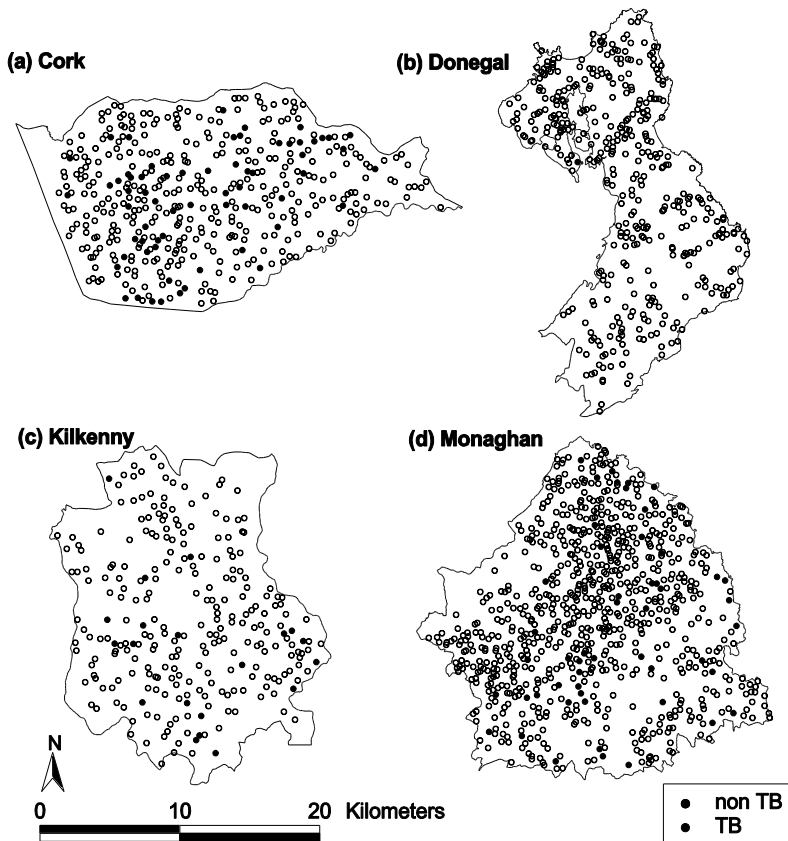 (a) Cork
(b) Donegal
(c) Kilkenny
(d) Monaghan
N
0 10 20 Kilometers
non TB
TB